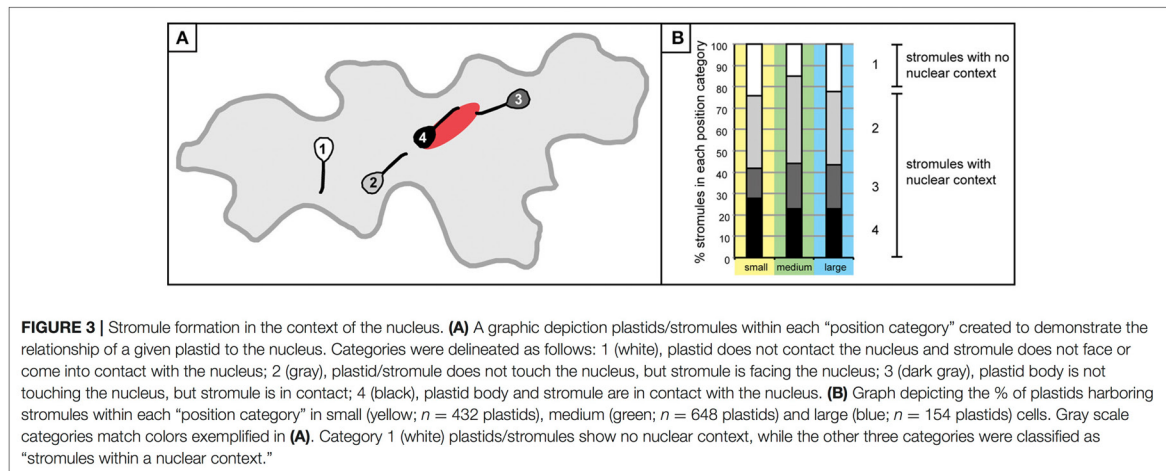 A
1
2
3
4
B
% stromules in each position category
100
90
80
70
60
50
40
30
20
10
0
small medium large
1
stromules with no
nuclear context
2
3
4
stromules with
nuclear context
FIGURE 3 | Stromule formation in the context of the nucleus. (A) A graphic depiction plastids/stromules within each “position category” created to demonstrate the
relationship of a given plastid to the nucleus. Categories were delineated as follows: 1 (white), plastid does not contact the nucleus and stromule does not face or
come into contact with the nucleus; 2 (gray), plastid/stromule does not touch the nucleus, but stromule is facing the nucleus; 3 (dark gray), plastid body is not
touching the nucleus, but stromule is in contact; 4 (black), plastid body and stromule are in contact with the nucleus. (B) Graph depicting the % of plastids harboring
stromules within each “position category” in small (yellow; n = 432 plastids), medium (green; n = 648 plastids) and large (blue; n = 154 plastids) cells. Gray scale
categories match colors exemplified in (A). Category 1 (white) plastids/stromules show no nuclear context, while the other three categories were classified as
“stromules within a nuclear context.”